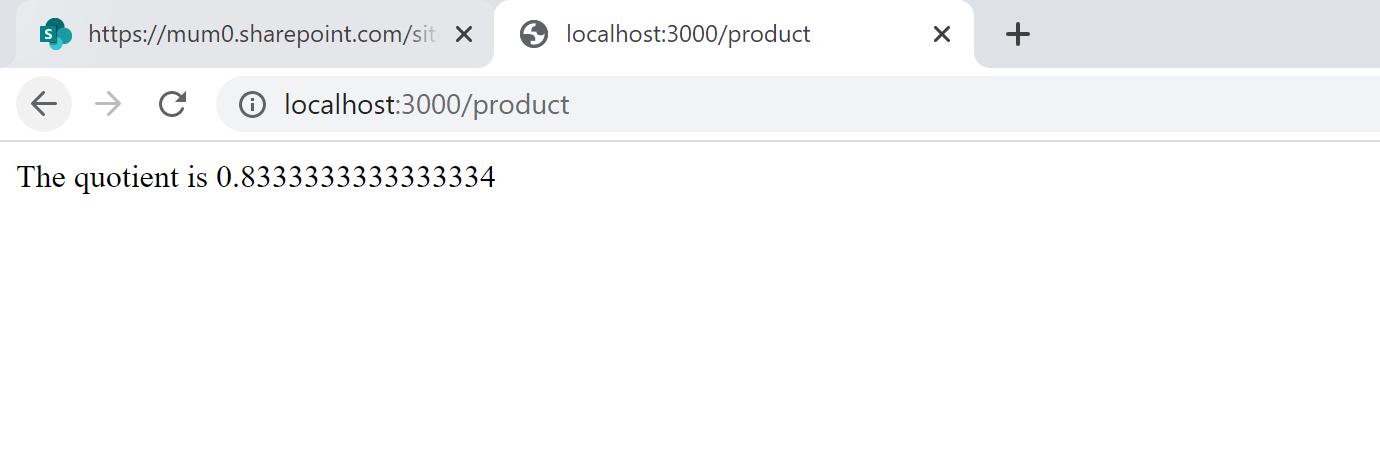 https://mum0.sharepoint.com/sit
localhost:3000/product
localhost:3000/product
The quotient is 0.8333333333333334